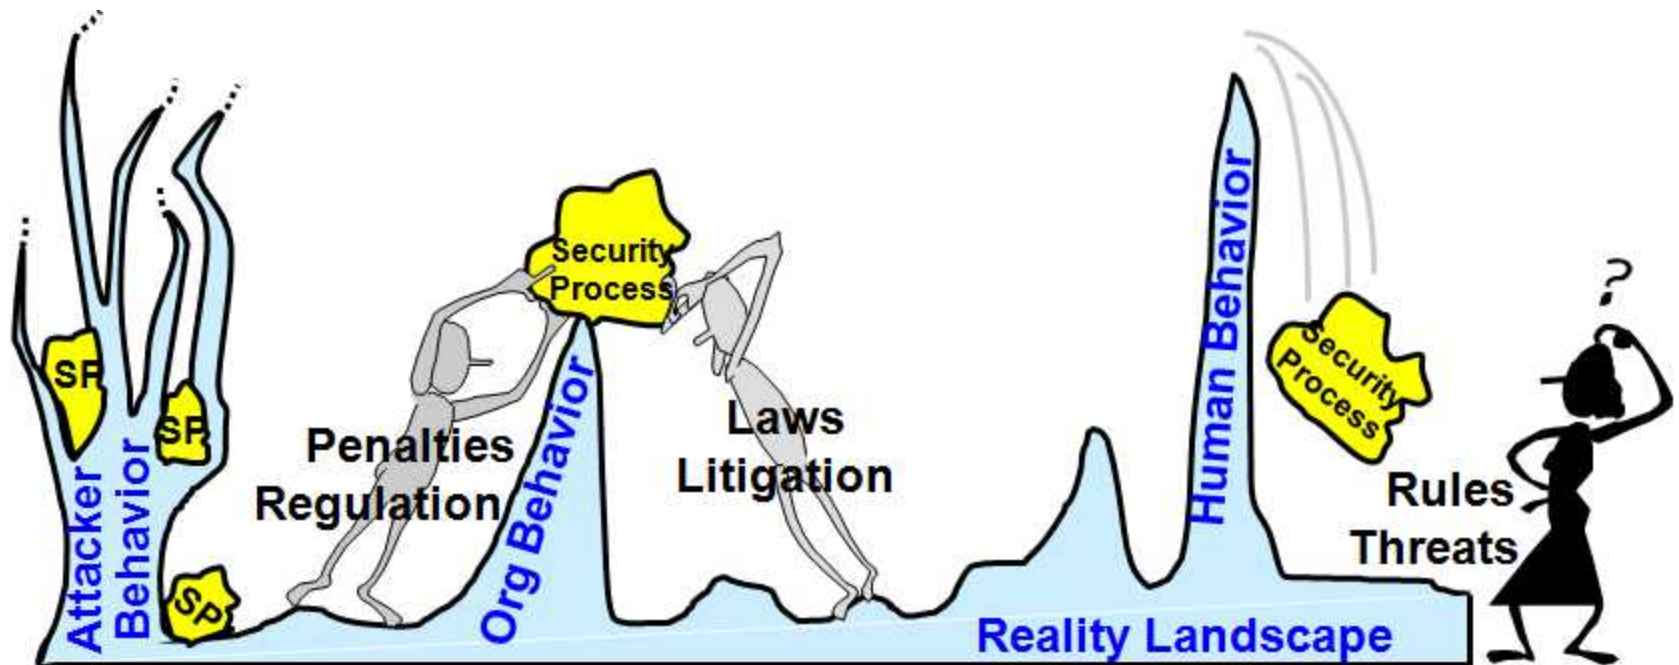 Attacker
Behavior
SP
SP
SP
Penalties
Regulation
Security
Process
Org Behavior
Laws
Litigation
Human Behavior
Security
Process
?
Rules
Threats
Reality Landscape